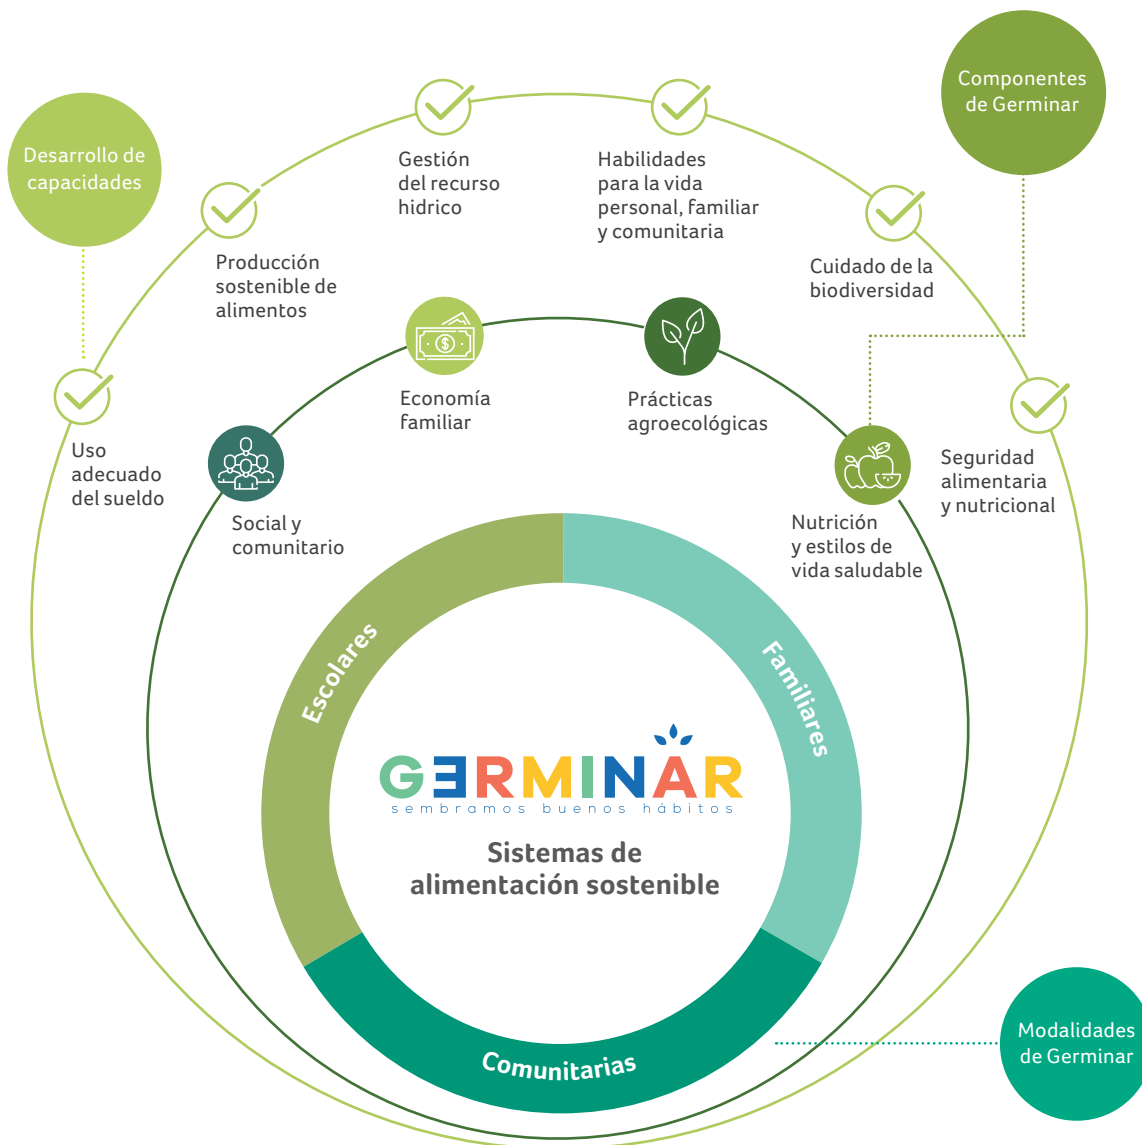 Componentes
de Germinar
Desarrollo de
capacidades
Gestión
del recurso
hidrico
Habilidades
para la vida
personal, familiar
y comunitaria
Producción
sostenible de
alimentos
Cuidado de la
biodiversidad
Uso
adecuado
del sueldo
Seguridad
alimentaria
y nutricional
Economía
familiar
Prácticas
agroecológicas
Social y
comunitario
Nutrición
y estilos de
vida saludable
Escolares
Familiares
GERMINAR
sembramos buenos hábitos
Sistemas de
alimentación sostenible
Comunitarias
Modalidades
de Germinar